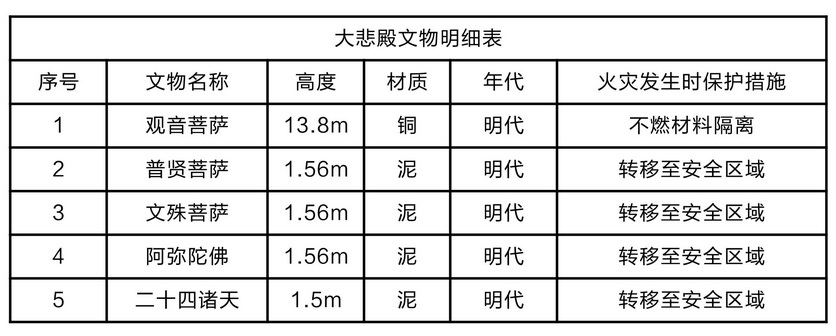 大悲殿文物明细表
序号 文物名称 高度 材质 年代 火灾发生时保护措施
1 观音菩萨 13.8m 铜 明代 不燃材料隔离
2 普贤菩萨 1.56m 泥 明代 转移至安全区域
3 文殊菩萨 1.56m 泥 明代 转移至安全区域
4 阿弥陀佛 1.56m 泥 明代 转移至安全区域
5 二十四诸天 1.5m 泥 明代 转移至安全区域